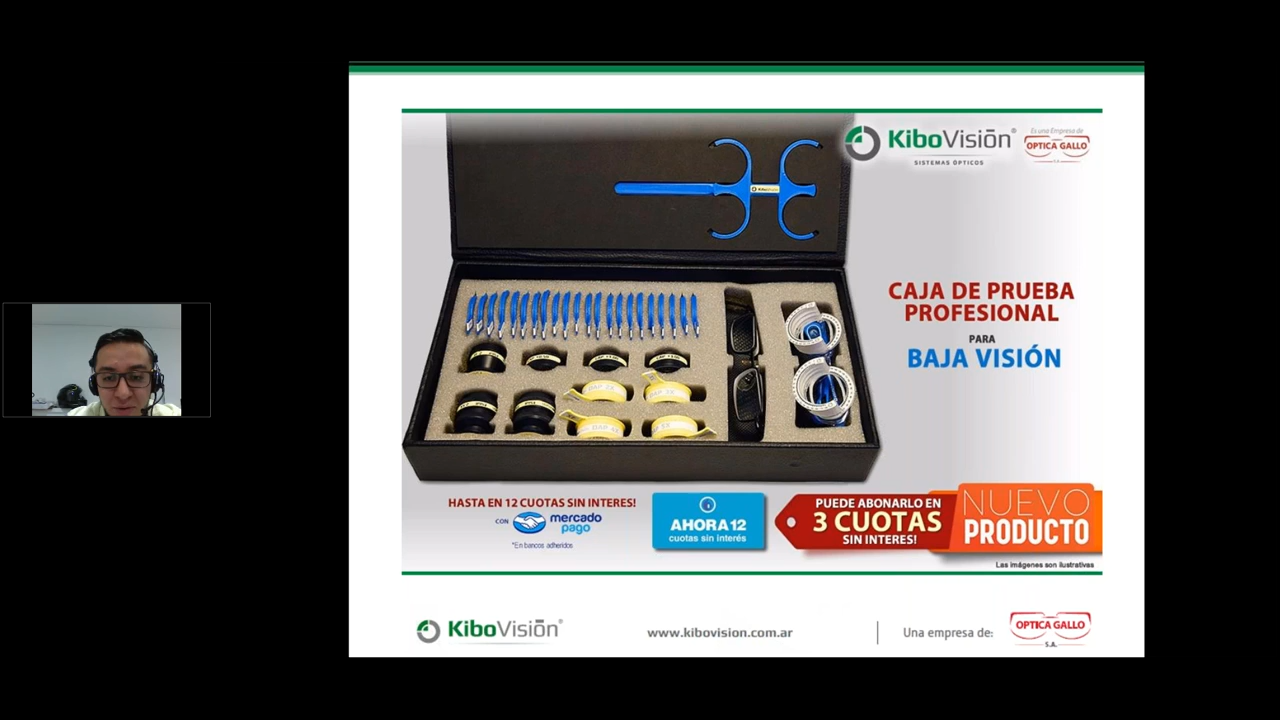 KiboVisión®
SISTEMAS ÓPTICOS
Es una Empresa de
OPTICA GALLO
S.A.
KiboVisión
CAJA DE PRUEBA
PROFESIONAL
PARA
BAJA VISIÓN
HASTA EN 12 CUOTAS SIN INTERES!
CON mercado
pago
*En bancos adheridos
AHORA 12
cuotas sin interés
PUEDE ABONARLO EN
3 CUOTAS
SIN INTERES!
NUEVO
PRODUCTO
Las imágenes son ilustrativas
KiboVisión®
www.kibovision.com.ar
Una empresa de:
OPTICA GALLO
S.A.